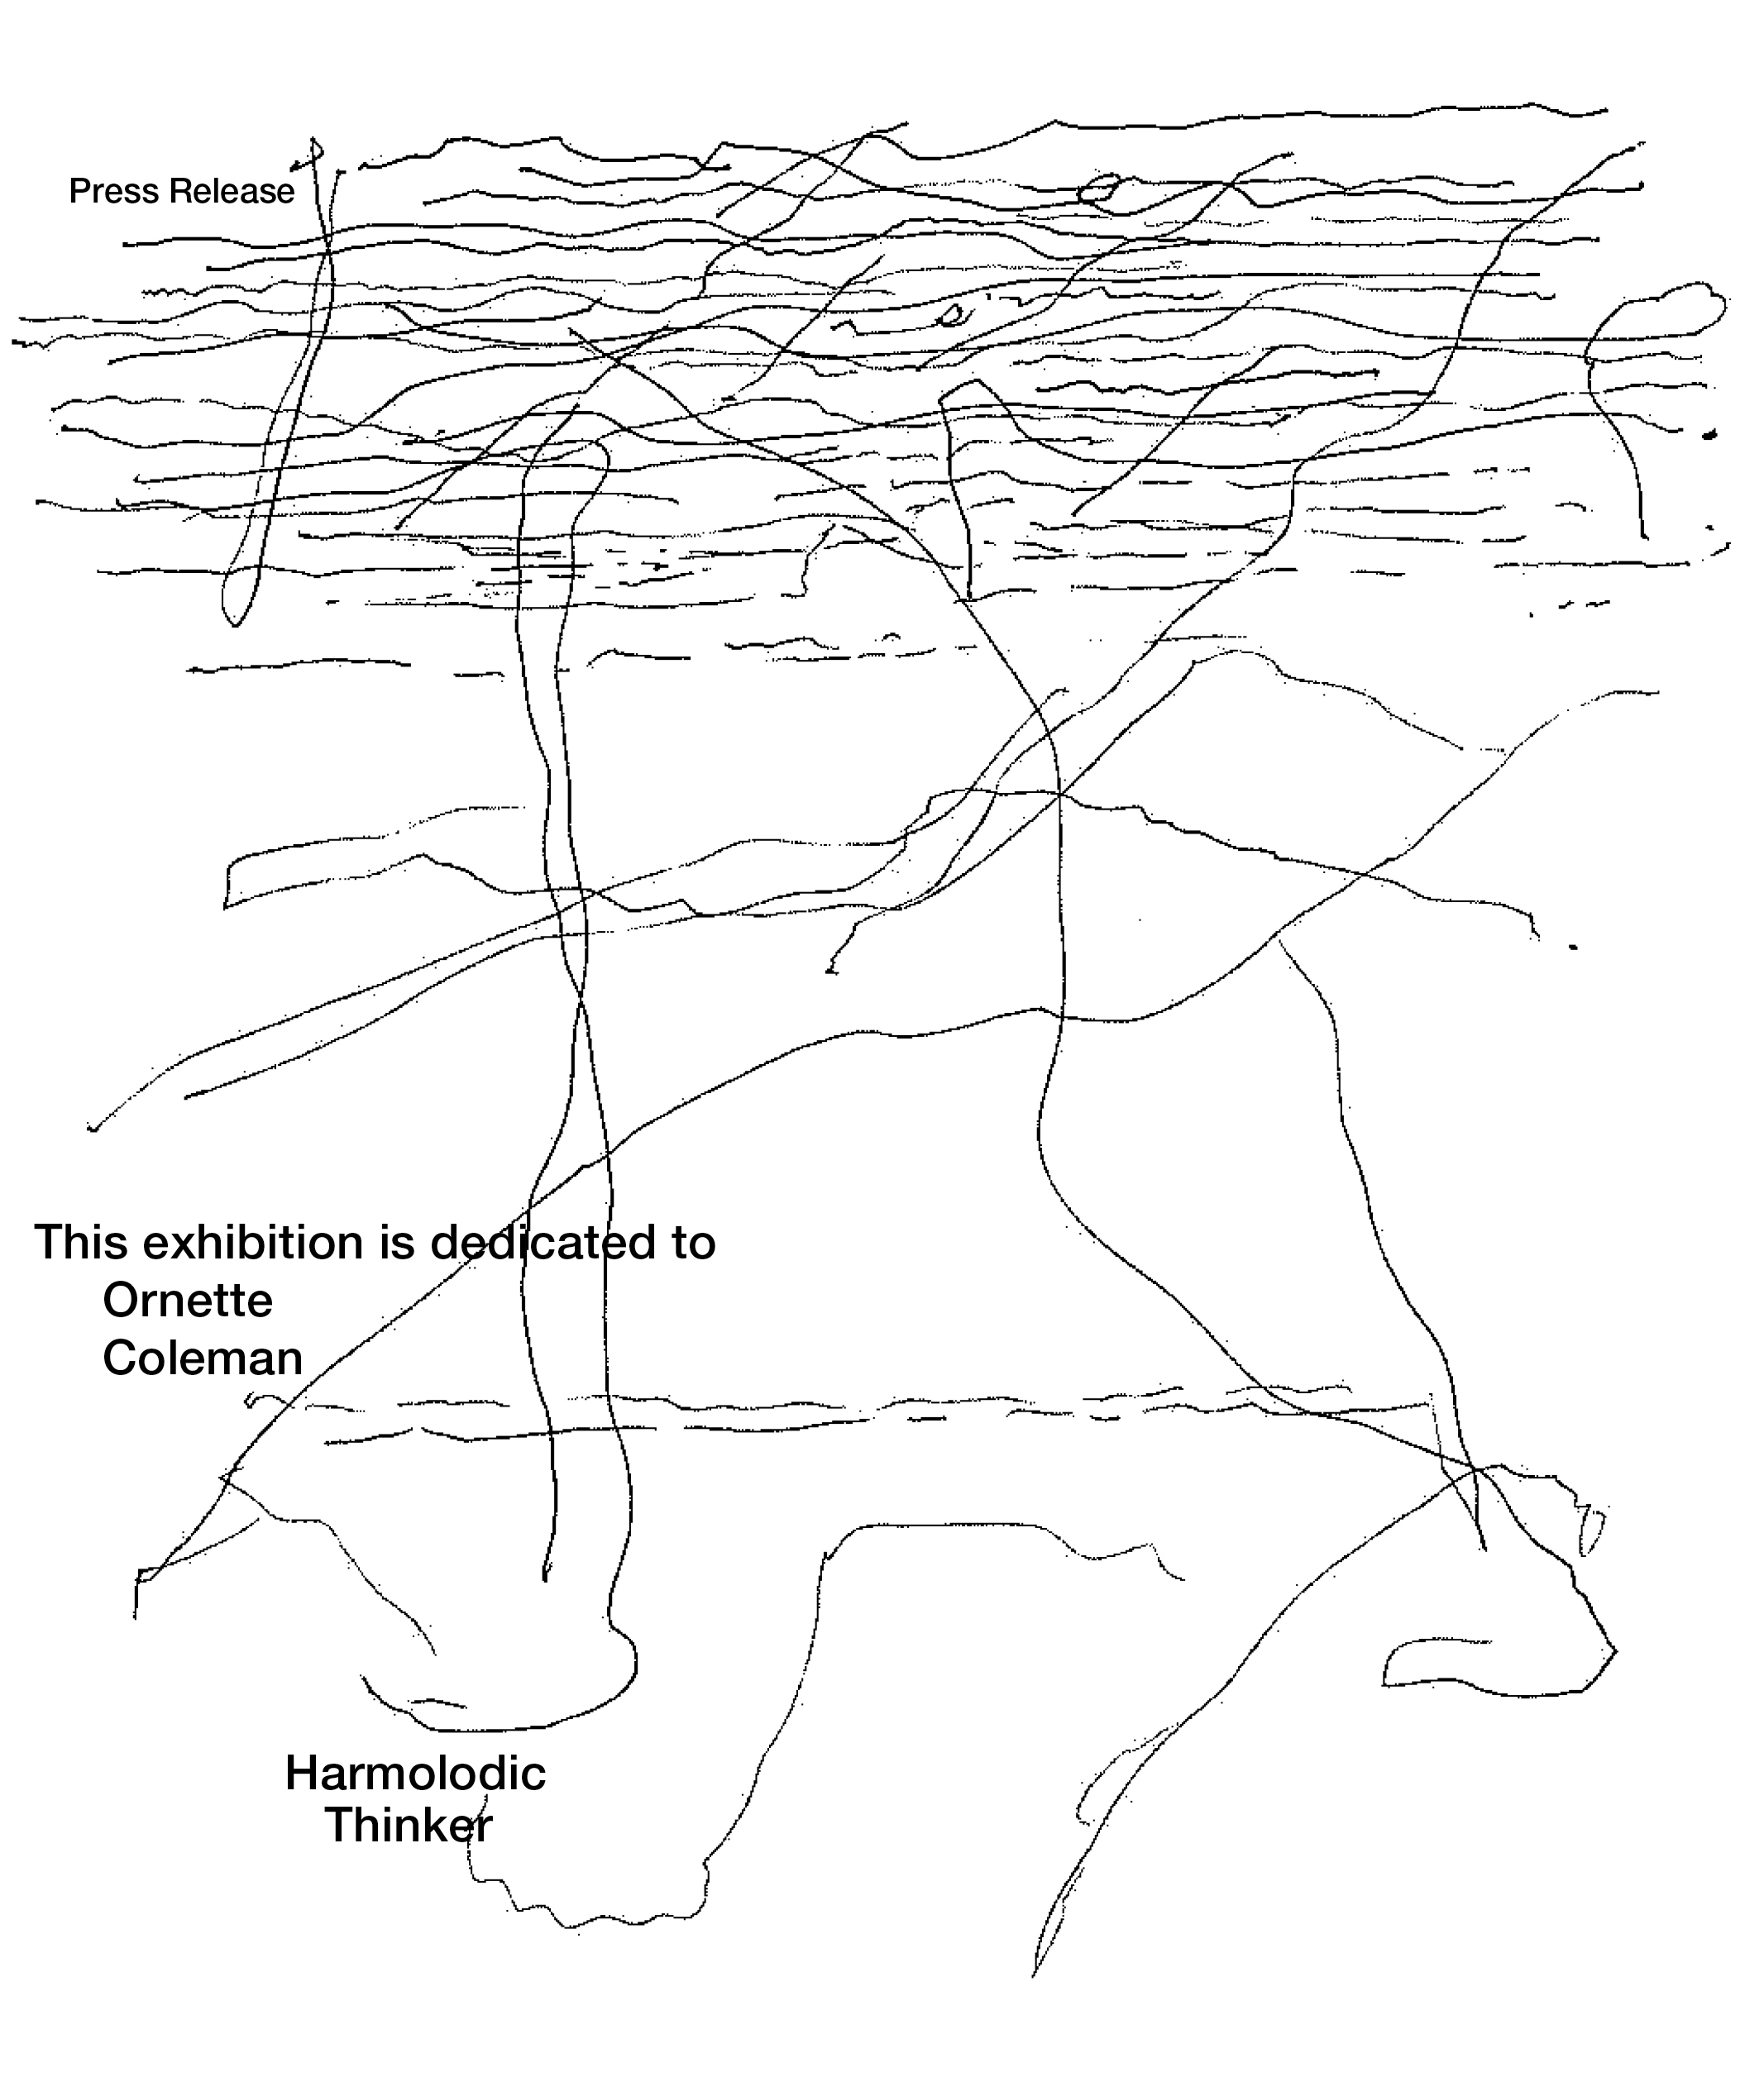 Press Release
This exhibition is dedicated to
Ornette
Coleman
Harmolodic
Thinker